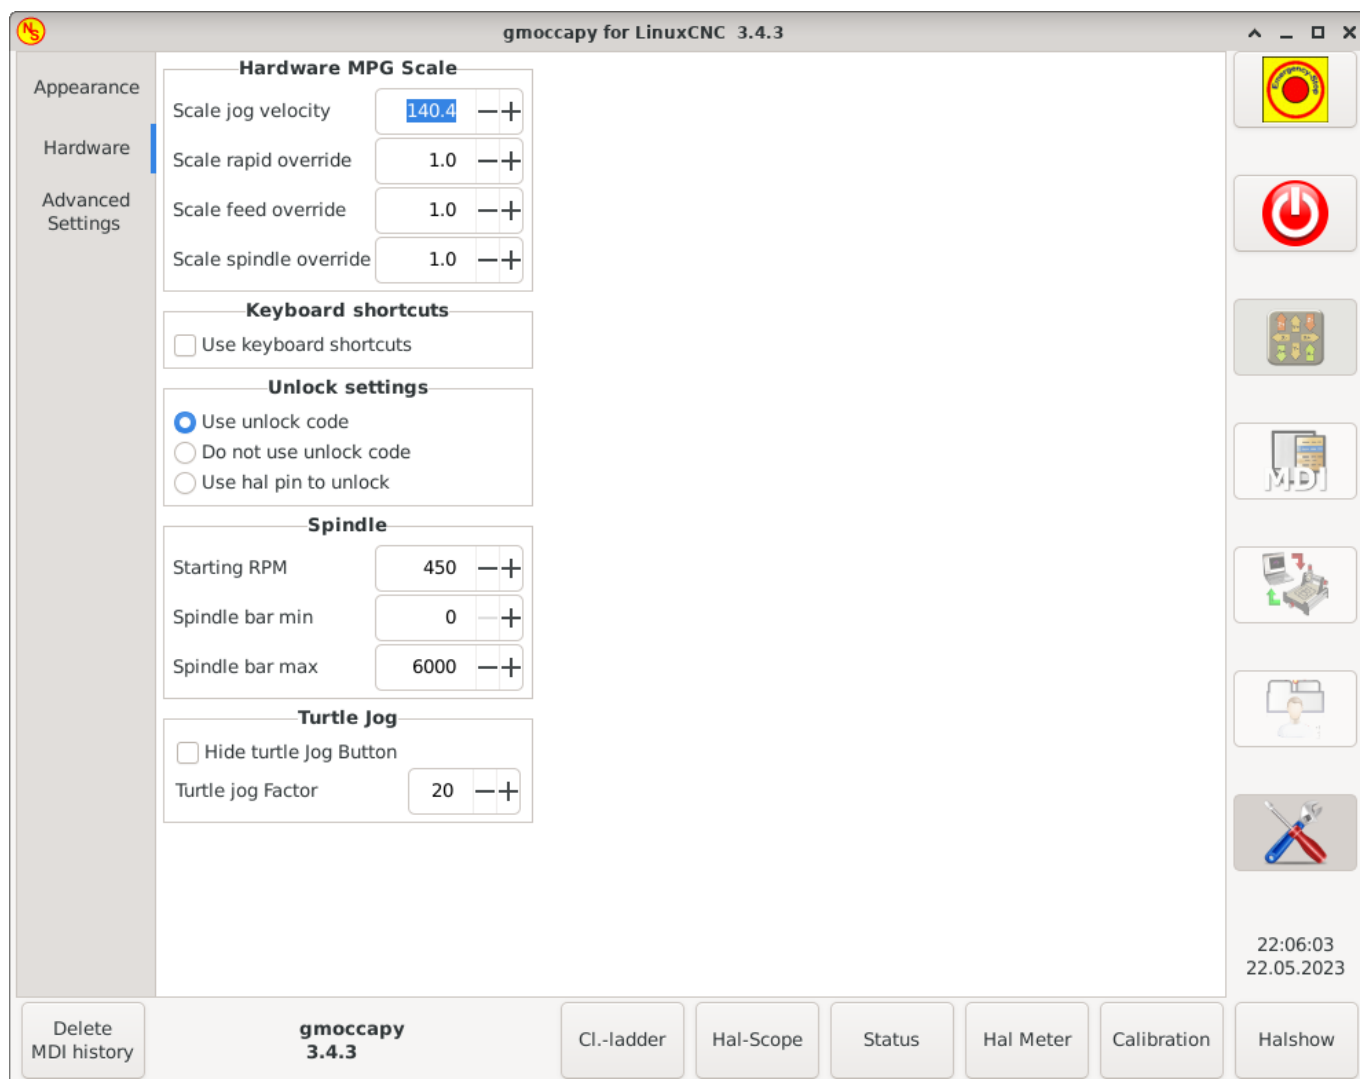 NS
gmoccapy for LinuxCNC 3.4.3
Appearance
Hardware
Advanced
Settings
Hardware MPG Scale
Scale jog velocity 140.4
Scale rapid override 1.0
Scale feed override 1.0
Scale spindle override 1.0
Keyboard shortcuts
Use keyboard shortcuts
Unlock settings
Use unlock code
Do not use unlock code
Use hal pin to unlock
Spindle
Starting RPM 450
Spindle bar min 0
Spindle bar max 6000
Turtle Jog
Hide turtle Jog Button
Turtle jog Factor 20
Emergency-Stop
MDI
22:06:03
22.05.2023
Delete
MDI history
gmoccapy
3.4.3
Cl.-ladder
Hal-Scope
Status
Hal Meter
Calibration
Halshow